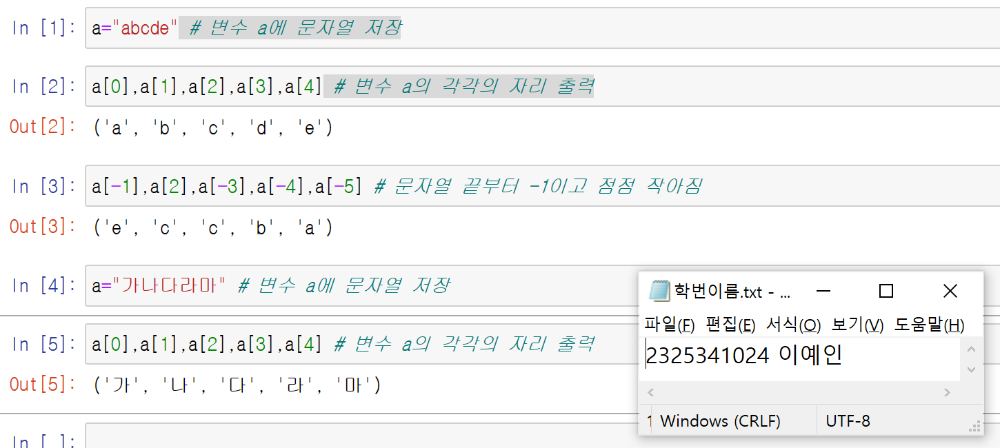 In [1]: a="abcde" # 변수 a에 문자열 저장
In [2]: a[0],a[1],a[2],a[3],a[4] # 변수 a의 각각의 자리 출력
Out[2]: ('a', 'b', 'c', 'd', 'e')
In [3]: a[-1],a[2],a[-3],a[-4],a[-5] # 문자열 끝부터 -1이고 점점 작아짐
Out[3]: ('e', 'c', 'c', 'b', 'a')
In [4]: a="가나다라마" # 변수 a에 문자열 저장
In [5]: a[0],a[1],a[2],a[3],a[4] # 변수 a의 각각의 자리 출력
Out[5]: ('가', '나', '다', '라', '마')
In [ ]:
학번이름.txt - ...
파일(F) 편집(E) 서식(O) 보기(V) 도움말(H)
2325341024 이예인
1 Windows (CRLF) UTF-8